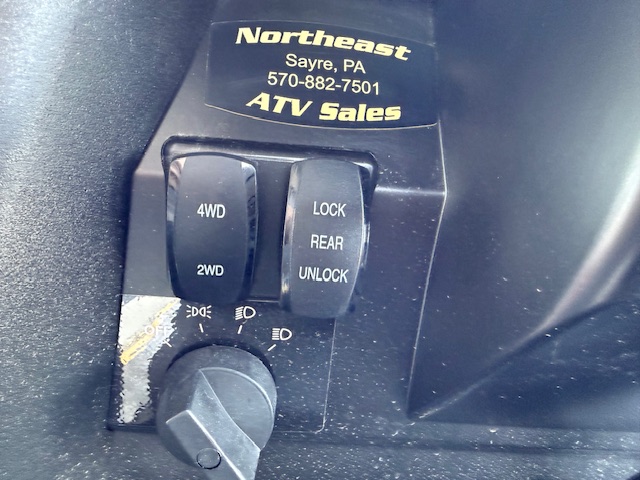 Northeast
Sayre, PA
570-882-7501
ATV Sales
4WD
2WD
LOCK
REAR
UNLOCK
OFF